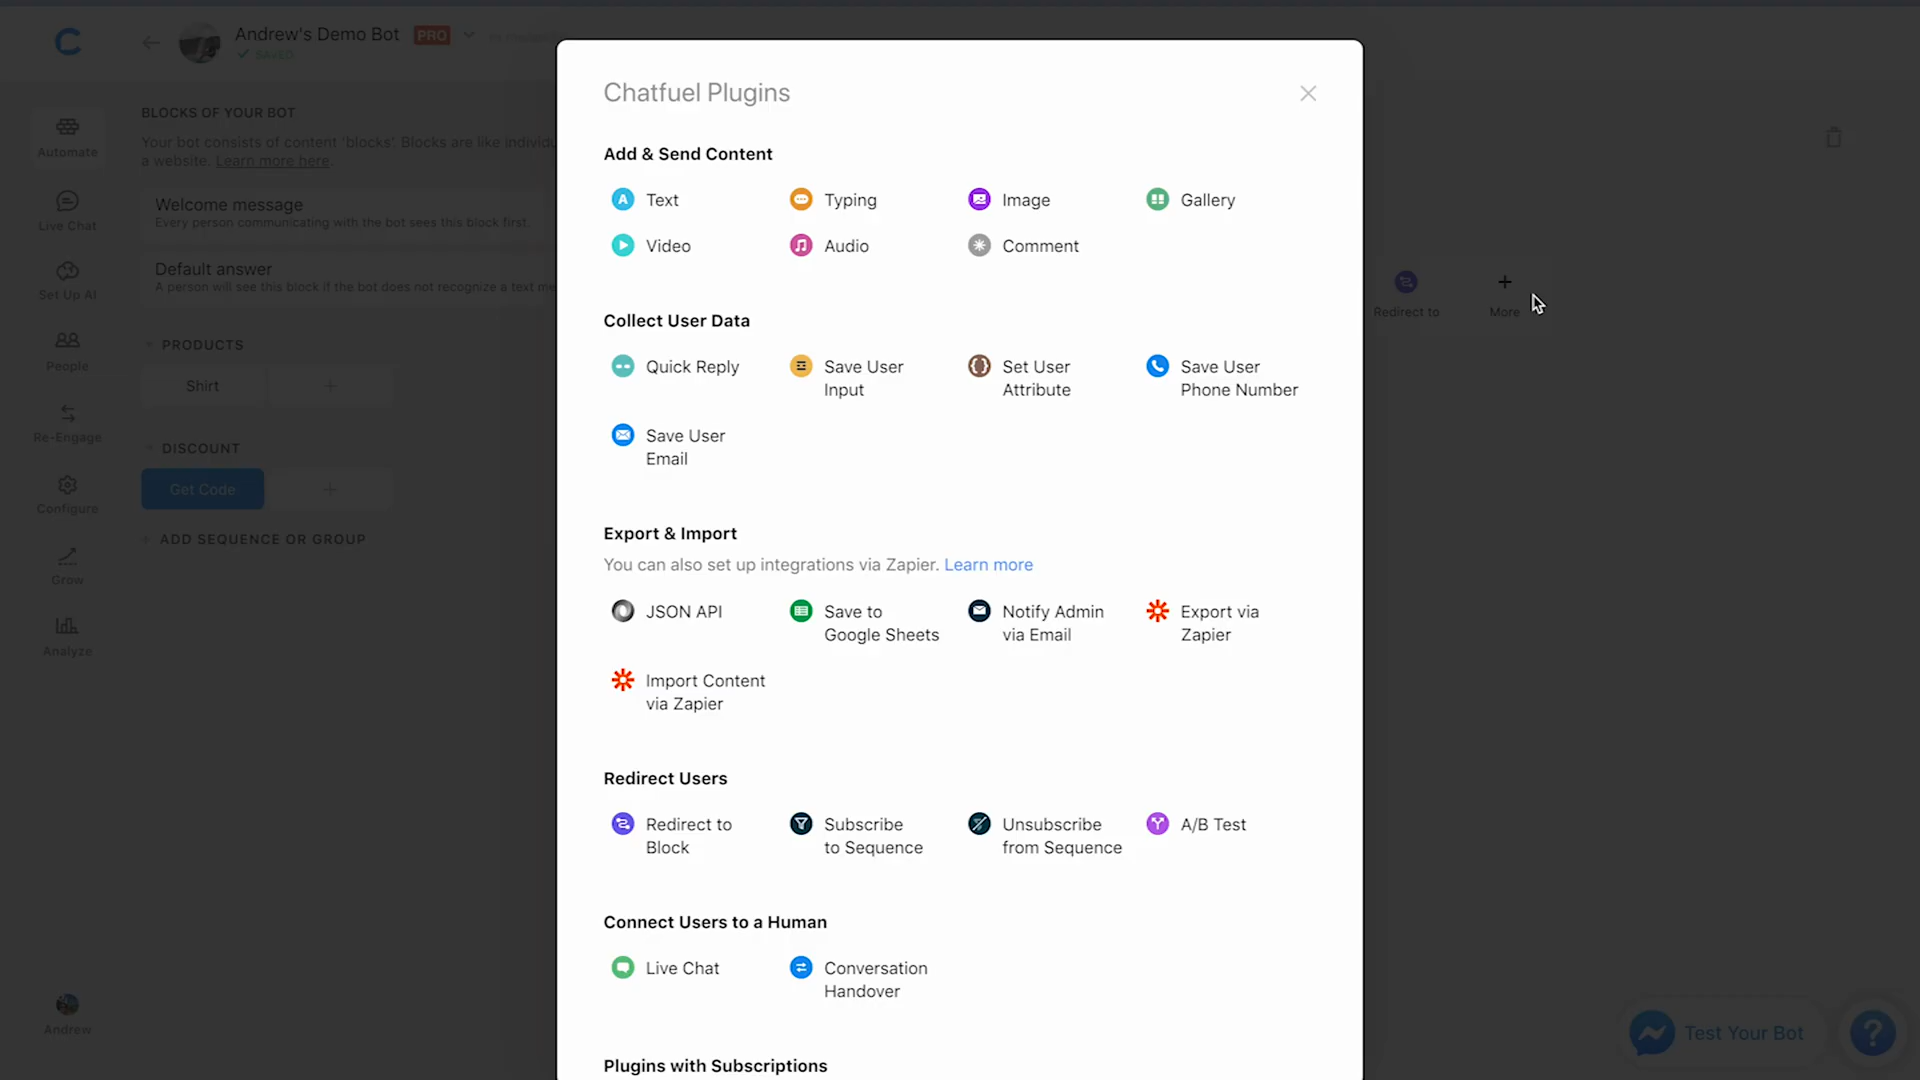 Andrew's Demo Bot PRO
SAVED
Automate
Live Chat
Set Up AI
People
Re-Engage
Configure
Grow
Analyze
Andrew
BLOCKS OF YOUR BOT
Your bot consists of content 'blocks'. Blocks are like individu
a website. Learn more here.
Welcome message
Every person communicating with the bot sees this block first.
Default answer
A person will see this block if the bot does not recognize a text me
PRODUCTS
Shirt +
DISCOUNT
Get Code +
+ ADD SEQUENCE OR GROUP
Chatfuel Plugins
Add & Send Content
Text
Typing
Image
Gallery
Video
Audio
Comment
Collect User Data
Quick Reply
Save User
Input
Set User
Attribute
Save User
Phone Number
Save User
Email
Export & Import
You can also set up integrations via Zapier. Learn more
JSON API
Save to
Google Sheets
Notify Admin
via Email
Export via
Zapier
Import Content
via Zapier
Redirect Users
Redirect to
Block
Subscribe
to Sequence
Unsubscribe
from Sequence
A/B Test
Connect Users to a Human
Live Chat
Conversation
Handover
Plugins with Subscriptions
Redirect to
+
More
Test Your Bot
?